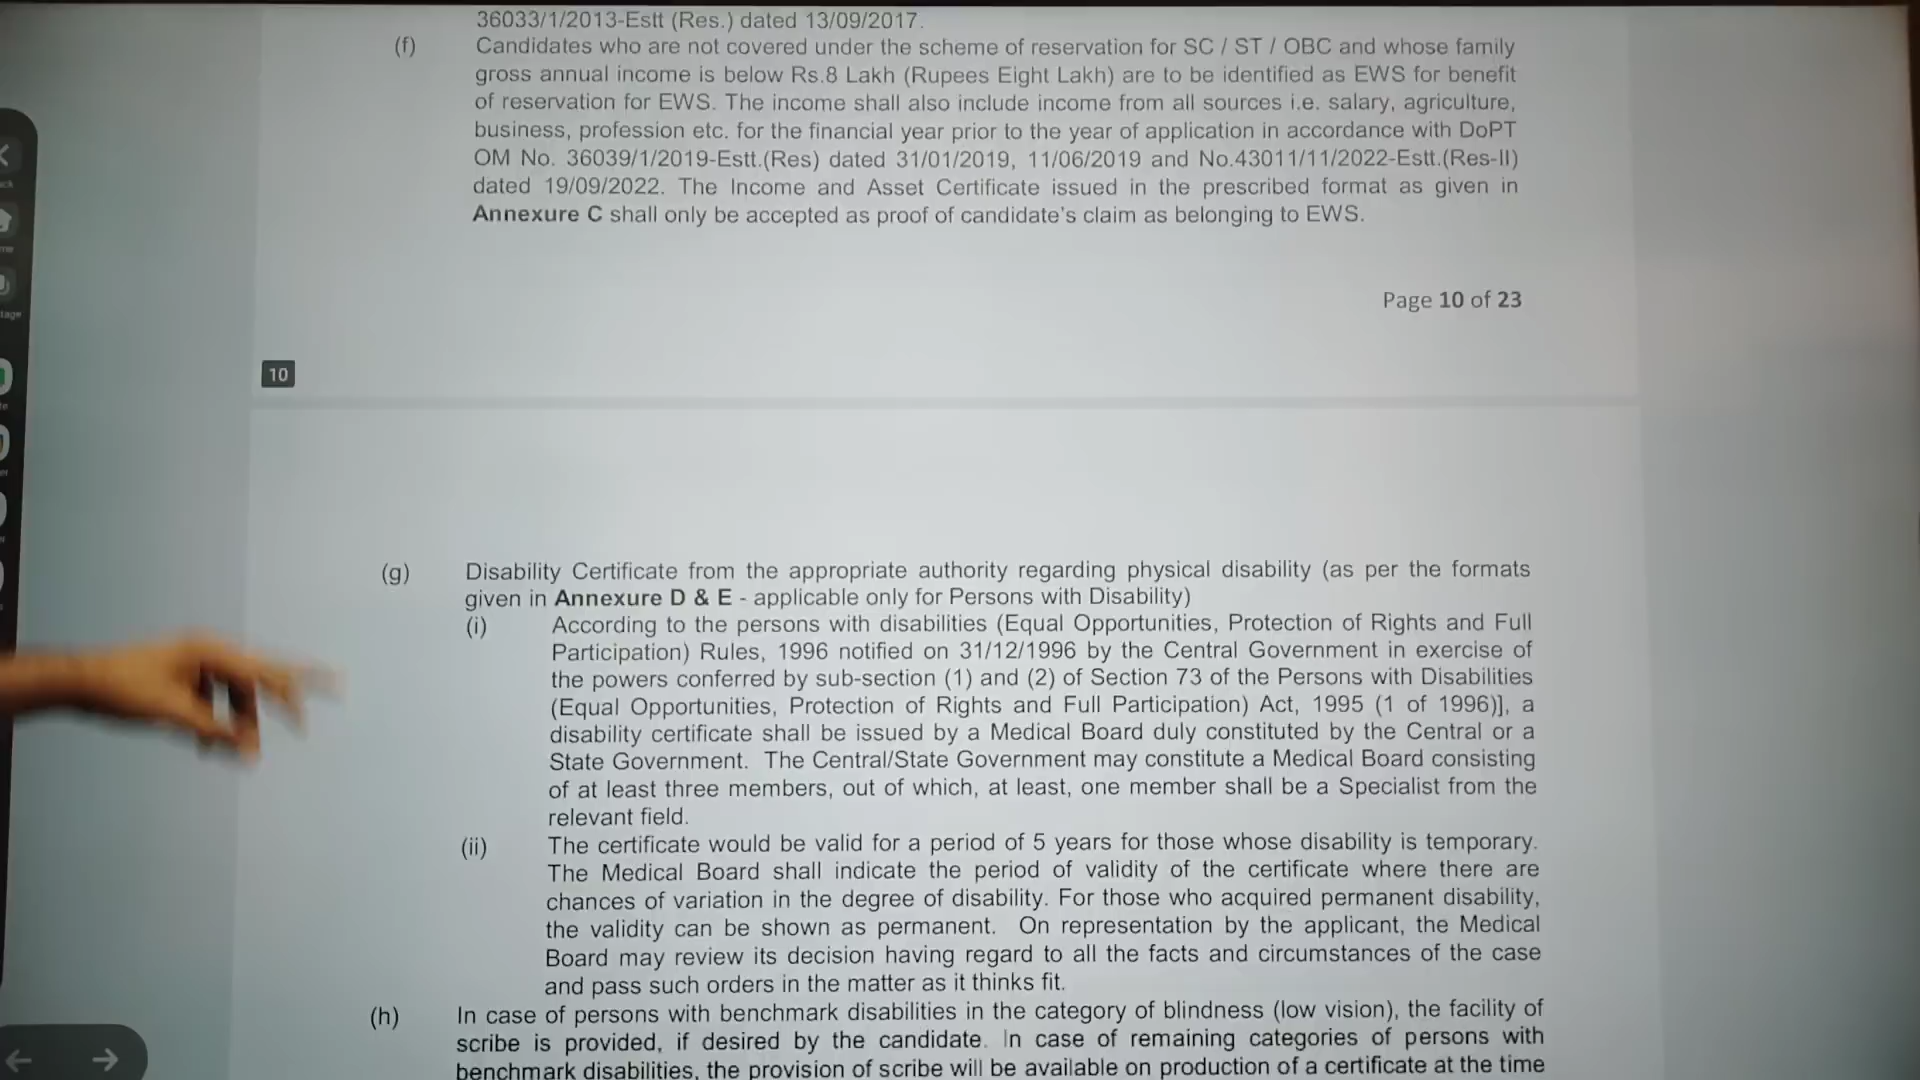 36033/1/2013-Estt (Res.) dated 13/09/2017.
(f) Candidates who are not covered under the scheme of reservation for SC / ST / OBC and whose family
gross annual income is below Rs.8 Lakh (Rupees Eight Lakh) are to be identified as EWS for benefit
of reservation for EWS. The income shall also include income from all sources i.e. salary, agriculture,
business, profession etc. for the financial year prior to the year of application in accordance with DoPT
OM No. 36039/1/2019-Estt.(Res) dated 31/01/2019, 11/06/2019 and No.43011/11/2022-Estt.(Res-II)
dated 19/09/2022. The Income and Asset Certificate issued in the prescribed format as given in
Annexure C shall only be accepted as proof of candidate's claim as belonging to EWS.
Page 10 of 23
10
(g) Disability Certificate from the appropriate authority regarding physical disability (as per the formats
given in Annexure D & E - applicable only for Persons with Disability)
(i) According to the persons with disabilities (Equal Opportunities, Protection of Rights and Full
Participation) Rules, 1996 notified on 31/12/1996 by the Central Government in exercise of
the powers conferred by sub-section (1) and (2) of Section 73 of the Persons with Disabilities
(Equal Opportunities, Protection of Rights and Full Participation) Act, 1995 (1 of 1996)], a
disability certificate shall be issued by a Medical Board duly constituted by the Central or a
State Government. The Central/State Government may constitute a Medical Board consisting
of at least three members, out of which, at least, one member shall be a Specialist from the
relevant field.
(ii) The certificate would be valid for a period of 5 years for those whose disability is temporary.
The Medical Board shall indicate the period of validity of the certificate where there are
chances of variation in the degree of disability. For those who acquired permanent disability,
the validity can be shown as permanent. On representation by the applicant, the Medical
Board may review its decision having regard to all the facts and circumstances of the case
and pass such orders in the matter as it thinks fit.
(h) In case of persons with benchmark disabilities in the category of blindness (low vision), the facility of
scribe is provided, if desired by the candidate. In case of remaining categories of persons with
benchmark disabilities, the provision of scribe will be available on production of a certificate at the time